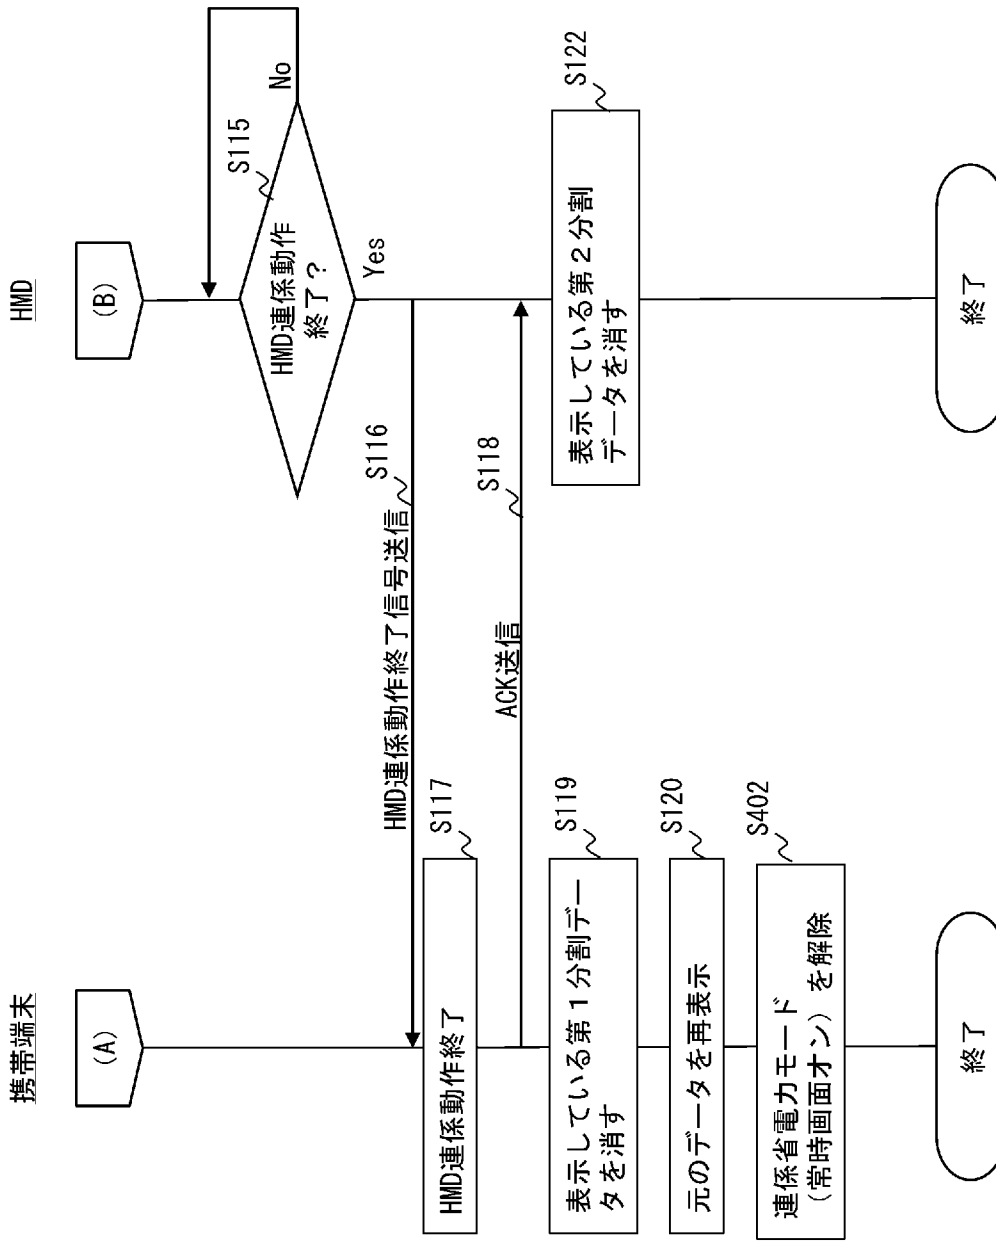 携帯端末
HMD
(A)
(B)
HMD連係動作
終了？
S115
No
Yes
HMD連係動作終了信号送信
S116
HMD連係動作終了
S117
ACK送信
S118
表示している第１分割デー
タを消す
S119
表示している第２分割
データを消す
S122
元のデータを再表示
S120
連係省電力モード
（常時画面オン）を解除
S402
終了
終了